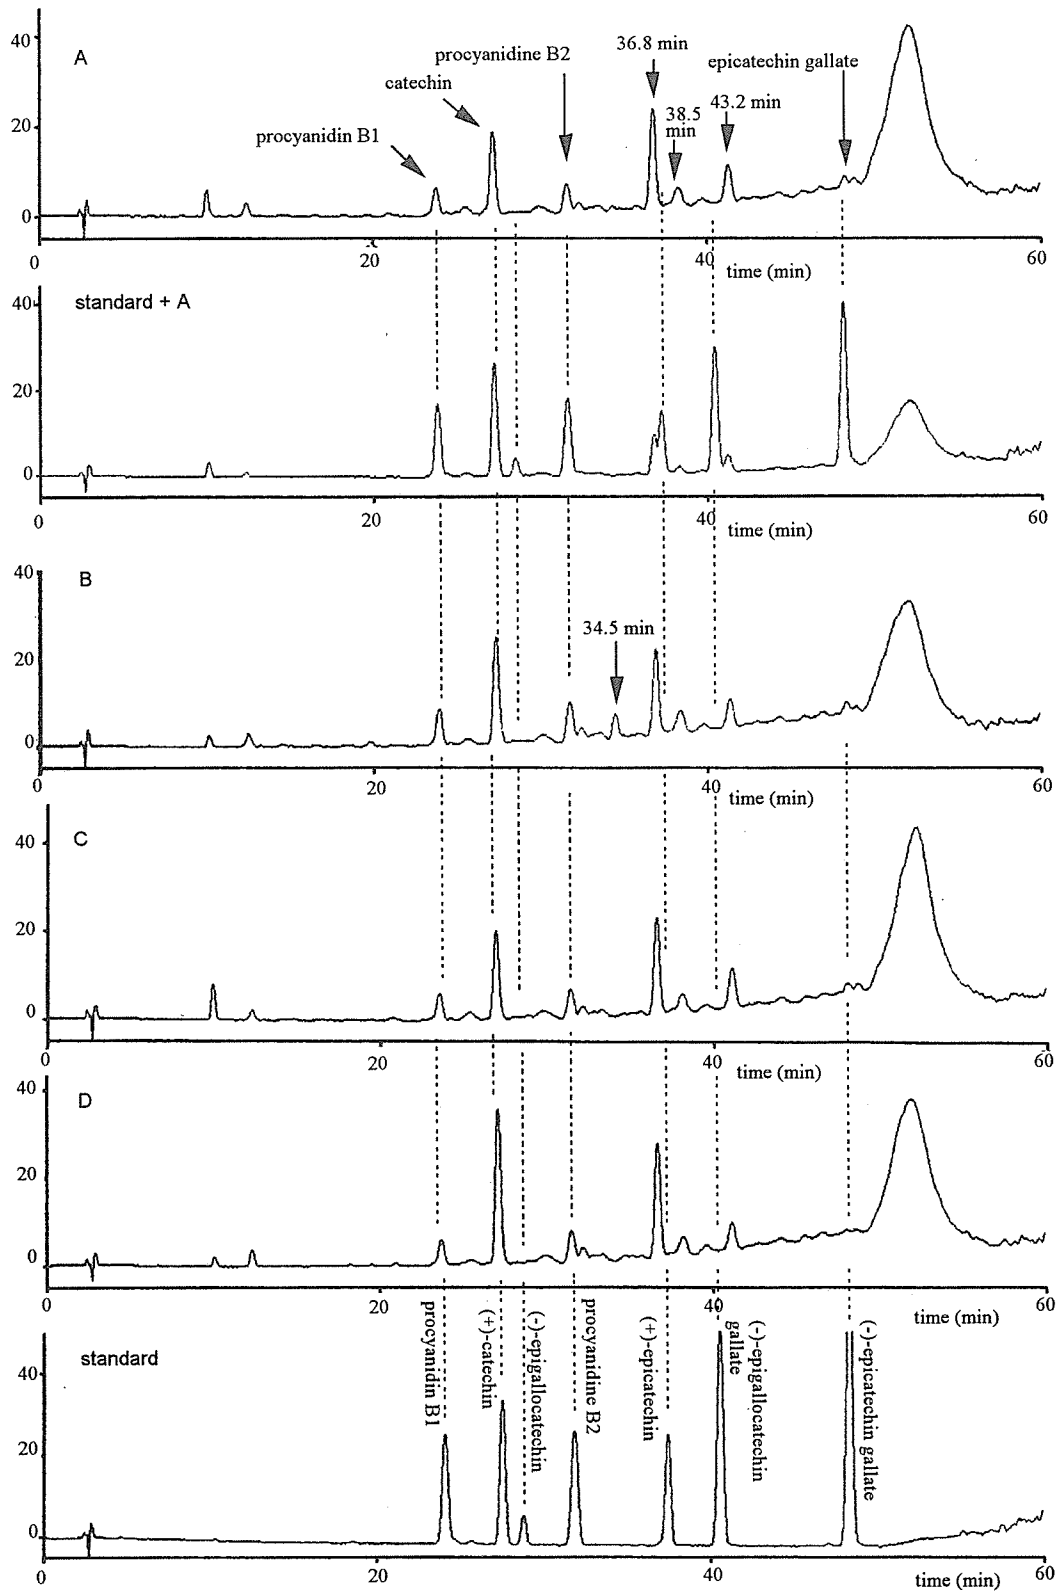 40
A
procyanidine B2
36.8 min
epicatechin gallate
catechin
38.5
min
43.2 min
procyanidin B1
20
0
0
20
40
60
time (min)
40
standard + A
20
0
0
20
40
60
time (min)
40
B
34.5 min
20
0
0
20
40
60
time (min)
40
C
20
0
0
20
40
60
time (min)
40
D
20
0
0
20
40
60
time (min)
standard
procyanidin B1
(+)-catechin
(-)-epigallocatechin
procyanidine B2
(+)-epicatechin
(-)-epigallocatechin
gallate
(-)-epicatechin gallate
40
20
0
0
20
40
60
time (min)